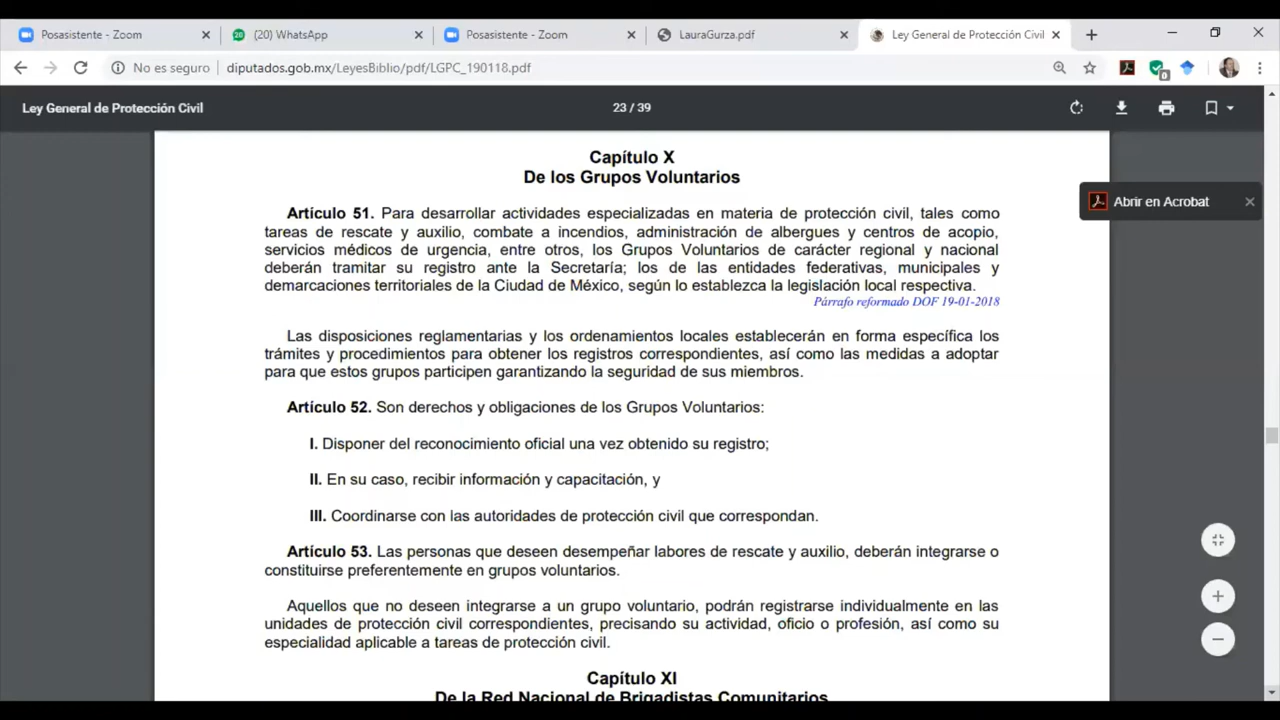 Posasistente - Zoom
20 (20) WhatsApp
Posasistente - Zoom
LauraGurza.pdf
Ley General de Protección Civil
No es seguro
diputados.gob.mx/LeyesBiblio/pdf/LGPC_190118.pdf
0
Ley General de Protección Civil
23 / 39
Abrir en Acrobat
Capítulo X
De los Grupos Voluntarios
Artículo 51. Para desarrollar actividades especializadas en materia de protección civil, tales como
tareas de rescate y auxilio, combate a incendios, administración de albergues y centros de acopio,
servicios médicos de urgencia, entre otros, los Grupos Voluntarios de carácter regional y nacional
deberán tramitar su registro ante la Secretaría; los de las entidades federativas, municipales y
demarcaciones territoriales de la Ciudad de México, según lo establezca la legislación local respectiva.
Párrafo reformado DOF 19-01-2018
Las disposiciones reglamentarias y los ordenamientos locales establecerán en forma específica los
trámites y procedimientos para obtener los registros correspondientes, así como las medidas a adoptar
para que estos grupos participen garantizando la seguridad de sus miembros.
Artículo 52. Son derechos y obligaciones de los Grupos Voluntarios:
I. Disponer del reconocimiento oficial una vez obtenido su registro;
II. En su caso, recibir información y capacitación, y
III. Coordinarse con las autoridades de protección civil que correspondan.
Artículo 53. Las personas que deseen desempeñar labores de rescate y auxilio, deberán integrarse o
constituirse preferentemente en grupos voluntarios.
Aquellos que no deseen integrarse a un grupo voluntario, podrán registrarse individualmente en las
unidades de protección civil correspondientes, precisando su actividad, oficio o profesión, así como su
especialidad aplicable a tareas de protección civil.
Capítulo XI
De la Red Nacional de Brigadistas Comunitarios